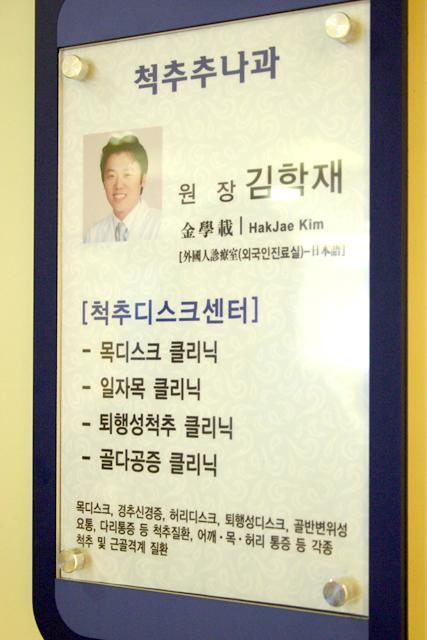 척추추나과
원 장 김학재
金學載 | HakJae Kim
[外國人診療室(외국인진료실)-日本語]
[척추디스크센터]
- 목디스크 클리닉
- 일자목 클리닉
- 퇴행성척추 클리닉
- 골다공증 클리닉
목디스크, 경추신경증, 허리디스크, 퇴행성디스크, 골반변위성
요통, 다리통증 등 척추질환, 어깨·목·허리 통증 등 각종
척추 및 근골격계 질환